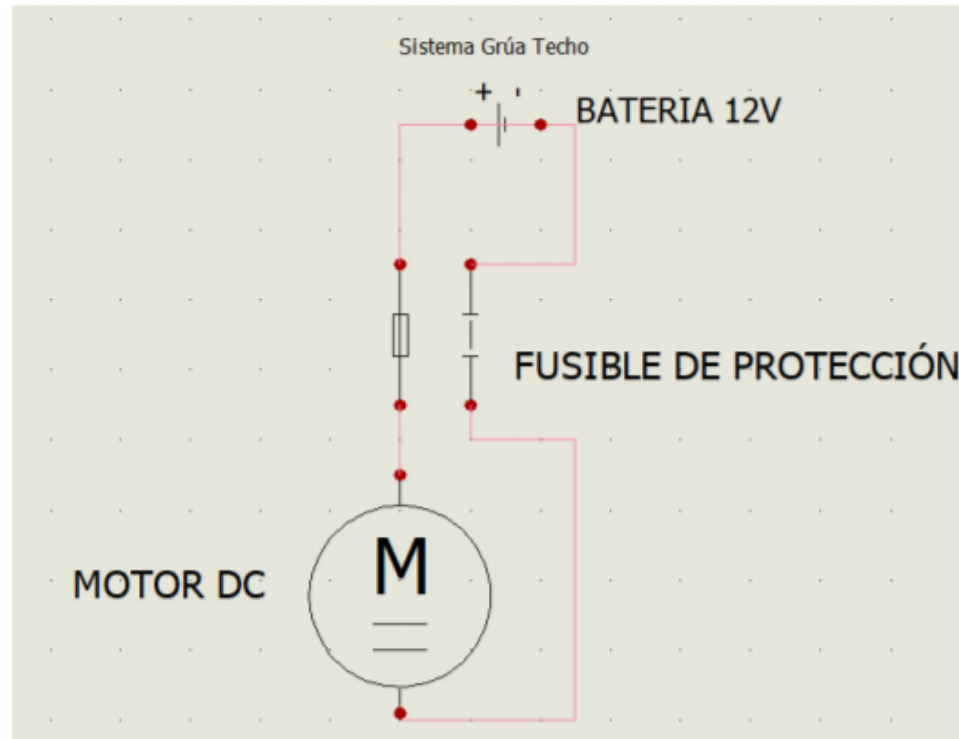 Sistema Grúa Techo
+ -
BATERIA 12V
FUSIBLE DE PROTECCIÓN
MOTOR DC
M